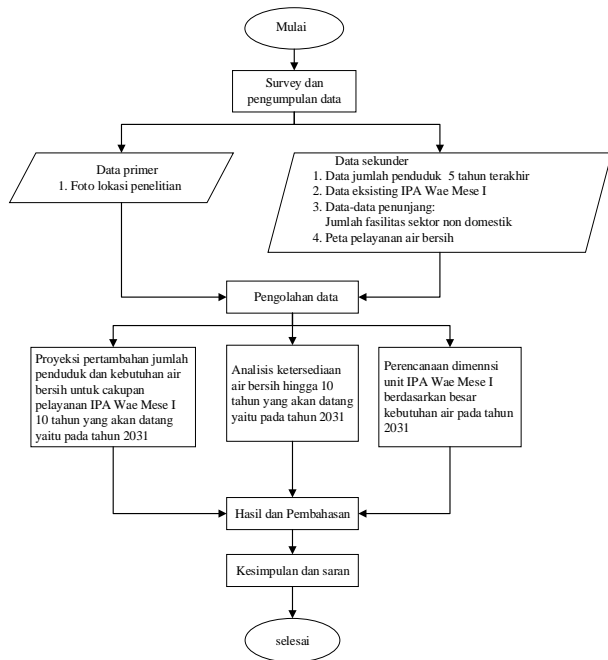 Mulai
Survey dan
pengumpulan data
Data primer
1. Foto lokasi penelitian
Data sekunder
1. Data jumlah penduduk 5 tahun terakhir
2. Data eksisting IPA Wae Mese I
3. Data-data penunjang:
Jumlah fasilitas sektor non domestik
4. Peta pelayanan air bersih
Pengolahan data
Proyeksi pertambahan jumlah
penduduk dan kebutuhan air
bersih untuk cakupan
pelayanan IPA Wae Mese I
10 tahun yang akan datang
yaitu pada tahun 2031
Analisis ketersediaan
air bersih hingga 10
tahun yang akan datang
yaitu pada tahun 2031
Perencanaan dimennsi
unit IPA Wae Mese I
berdasarkan besar
kebutuhan air pada tahun
2031
Hasil dan Pembahasan
Kesimpulan dan saran
selesai